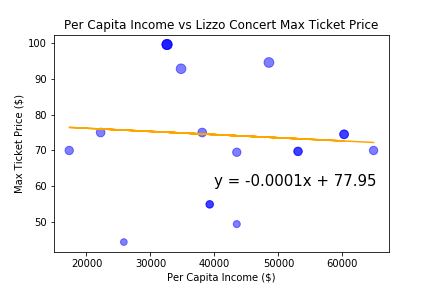 Per Capita Income vs Lizzo Concert Max Ticket Price
Max Ticket Price ($)
100
90
80
70
60
50
y = -0.0001x + 77.95
20000 30000 40000 50000 60000
Per Capita Income ($)